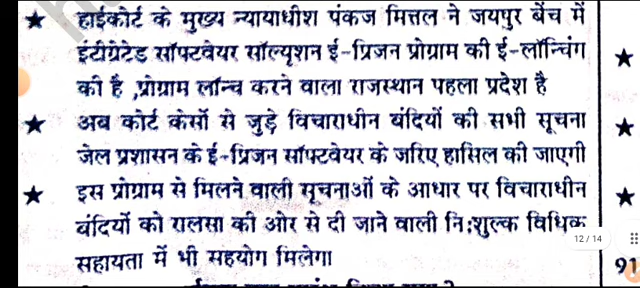 ★ हाईकोर्ट के मुख्य न्यायाधीश पंकज मित्तल ने जयपुर बेंच में
इंटीग्रेटेड सॉफ्टवेयर सॉल्यूशन ई-प्रिजन प्रोग्राम की ई-लॉन्चिंग
की है ,प्रोग्राम लॉन्च करने वाला राजस्थान पहला प्रदेश है
★ अब कोर्ट केसों से जुड़े विचाराधीन बंदियों की सभी सूचना
जेल प्रशासन के ई-प्रिजन सॉफ्टवेयर के जरिए हासिल की जाएगी
★ इस प्रोग्राम से मिलने वाली सूचनाओं के आधार पर विचाराधीन
बंदियों को रालसा की ओर से दी जाने वाली नि:शुल्क विधिक
सहायता में भी सहयोग मिलेगा
12 / 14
91